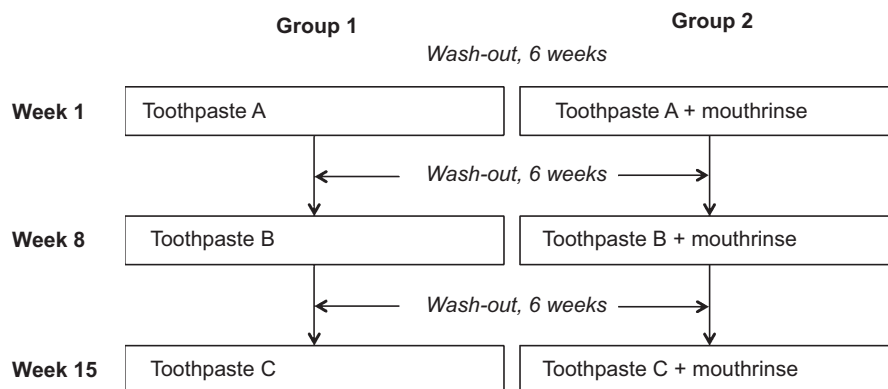 Group 1 Group 2
Wash-out, 6 weeks
Week 1 Toothpaste A Toothpaste A + mouthrinse
Wash-out, 6 weeks
Week 8 Toothpaste B Toothpaste B + mouthrinse
Wash-out, 6 weeks
Week 15 Toothpaste C Toothpaste C + mouthrinse